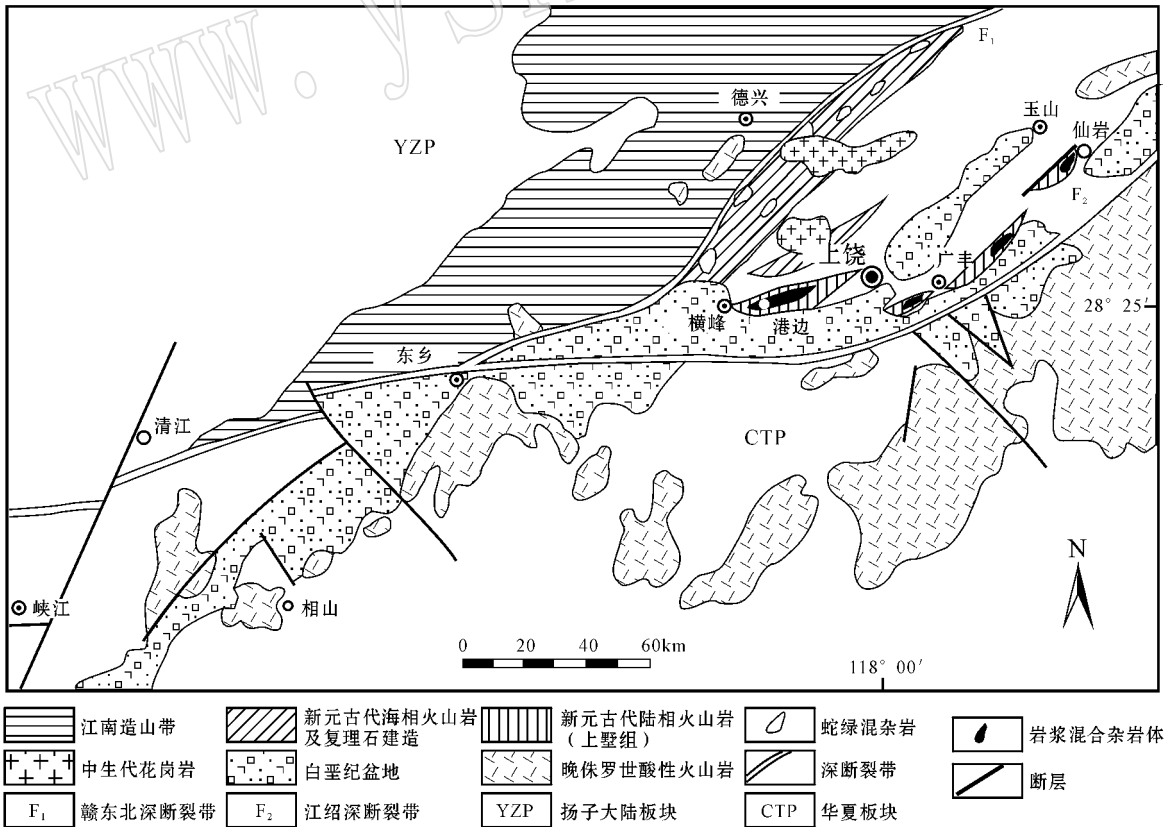 www.ys
F₁
德兴
玉山
仙岩
YZP
F₂
上饶
广丰
横峰
港边
28° 25′
东乡
清江
CTP
N
峡江
相山
0 20 40 60km
118° 00′
江南造山带
新元古代海相火山岩
及复理石建造
新元古代陆相火山岩
(上墅组)
蛇绿混杂岩
岩浆混合杂岩体
中生代花岗岩
白垩纪盆地
晚侏罗世酸性火山岩
深断裂带
断层
F₁ 赣东北深断裂带
F₂ 江绍深断裂带
YZP 扬子大陆板块
CTP 华夏板块